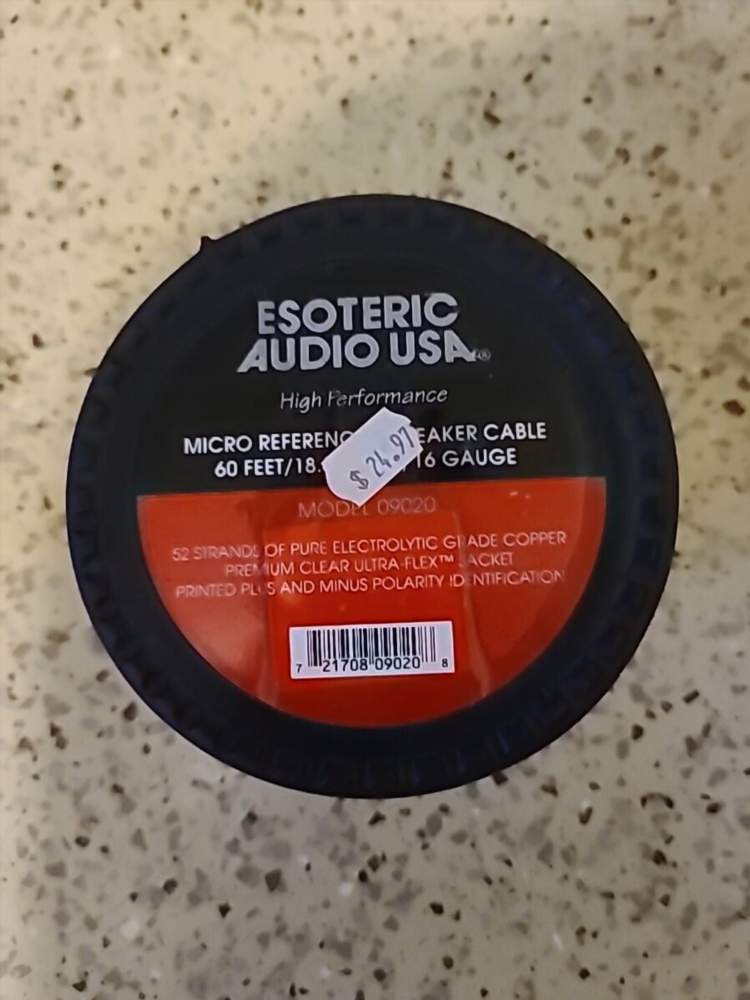 ESOTERIC
AUDIO USA®
High Performance
MICRO REFERENC EAKER CABLE
60 FEET/18. 16 GAUGE
$24.97
MODEL 09020
52 STRANDS OF PURE ELECTROLYTIC GRADE COPPER
PREMIUM CLEAR ULTRA-FLEX™ JACKET
PRINTED PLUS AND MINUS POLARITY IDENTIFICATION
7 21708 09020 8